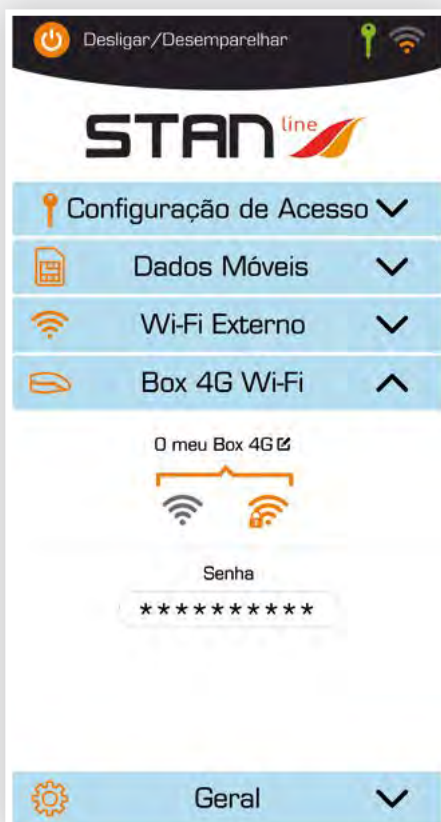 Desligar/Desemparelhar
STAN line
Configuração de Acesso
Dados Móveis
Wi-Fi Externo
Box 4G Wi-Fi
O meu Box 4G
Senha
**********
Geral